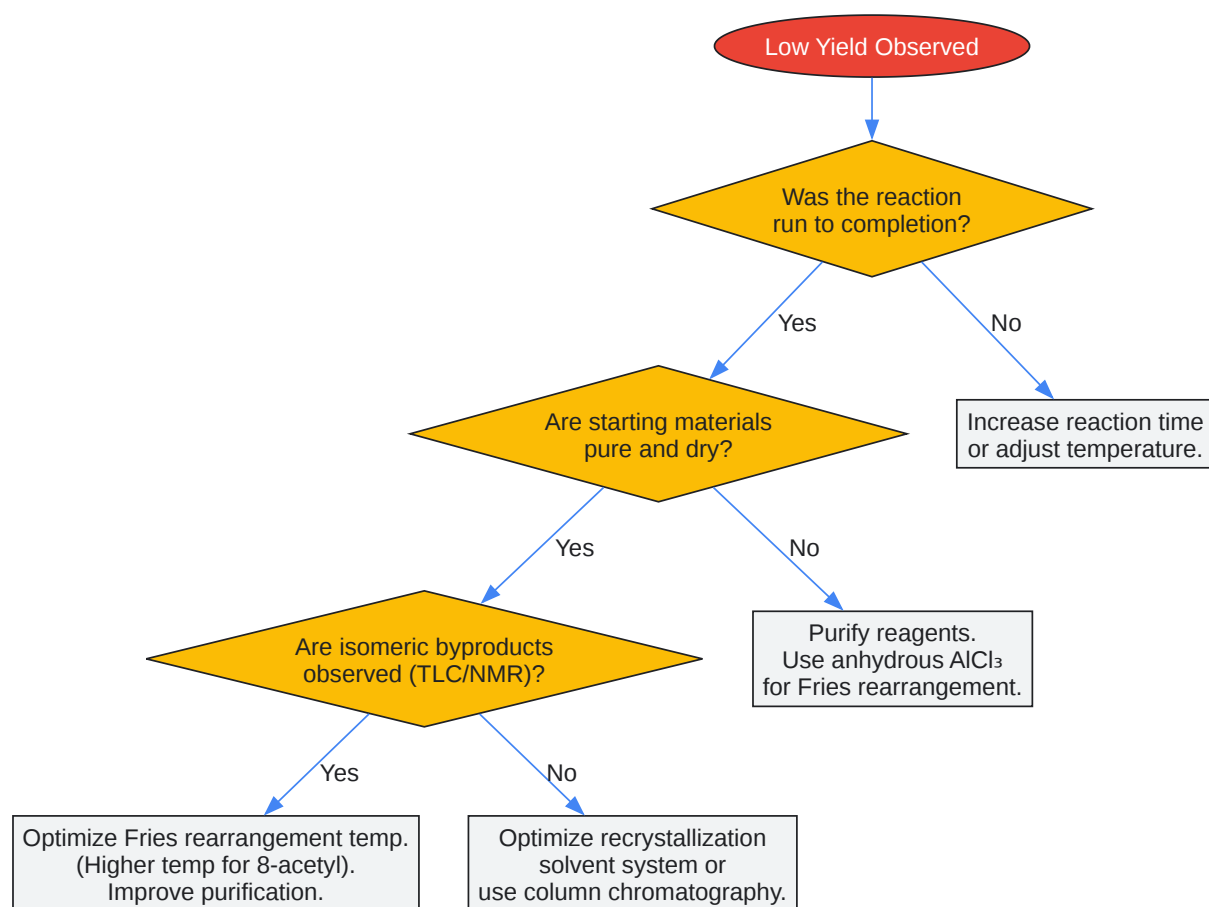 Low Yield Observed
Was the reaction
run to completion?
Yes
No
Are starting materials
pure and dry?
Increase reaction time
or adjust temperature.
Yes
No
Are isomeric byproducts
observed (TLC/NMR)?
Purify reagents.
Use anhydrous AlCl₃
for Fries rearrangement.
Yes
No
Optimize Fries rearrangement temp.
(Higher temp for 8-acetyl).
Improve purification.
Optimize recrystallization
solvent system or
use column chromatography.